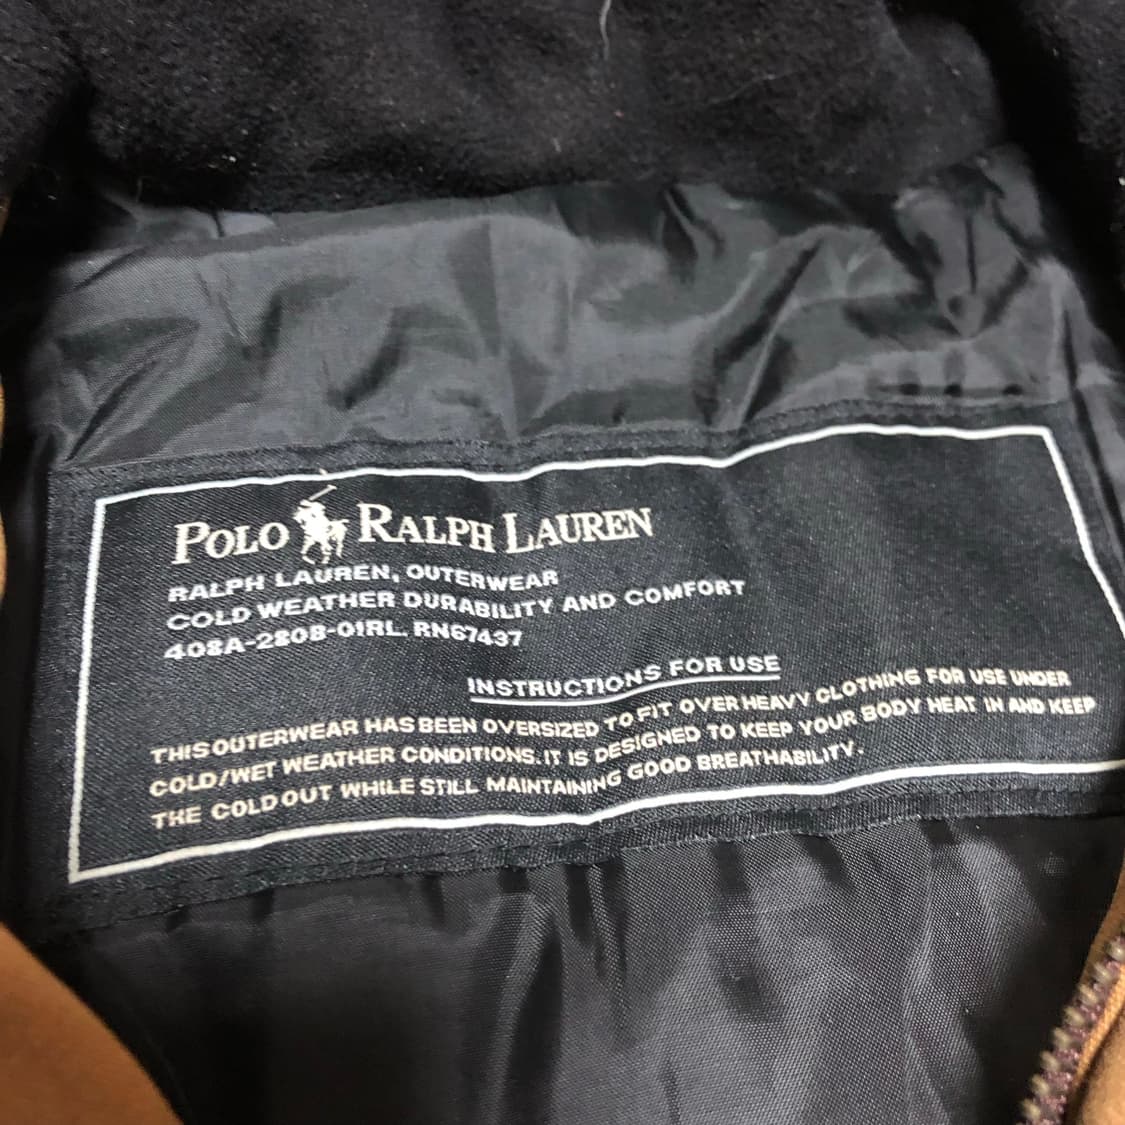 POLO RALPH LAUREN
RALPH LAUREN, OUTERWEAR
COLD WEATHER DURABILITY AND COMFORT
408A-280B-01RL. RN67437
INSTRUCTIONS FOR USE
THIS OUTERWEAR HAS BEEN OVERSIZED TO FIT OVER HEAVY CLOTHING FOR USE UNDER
COLD/WET WEATHER CONDITIONS. IT IS DESIGNED TO KEEP YOUR BODY HEAT IN AND KEEP
THE COLD OUT WHILE STILL MAINTAINING GOOD BREATHABILITY.